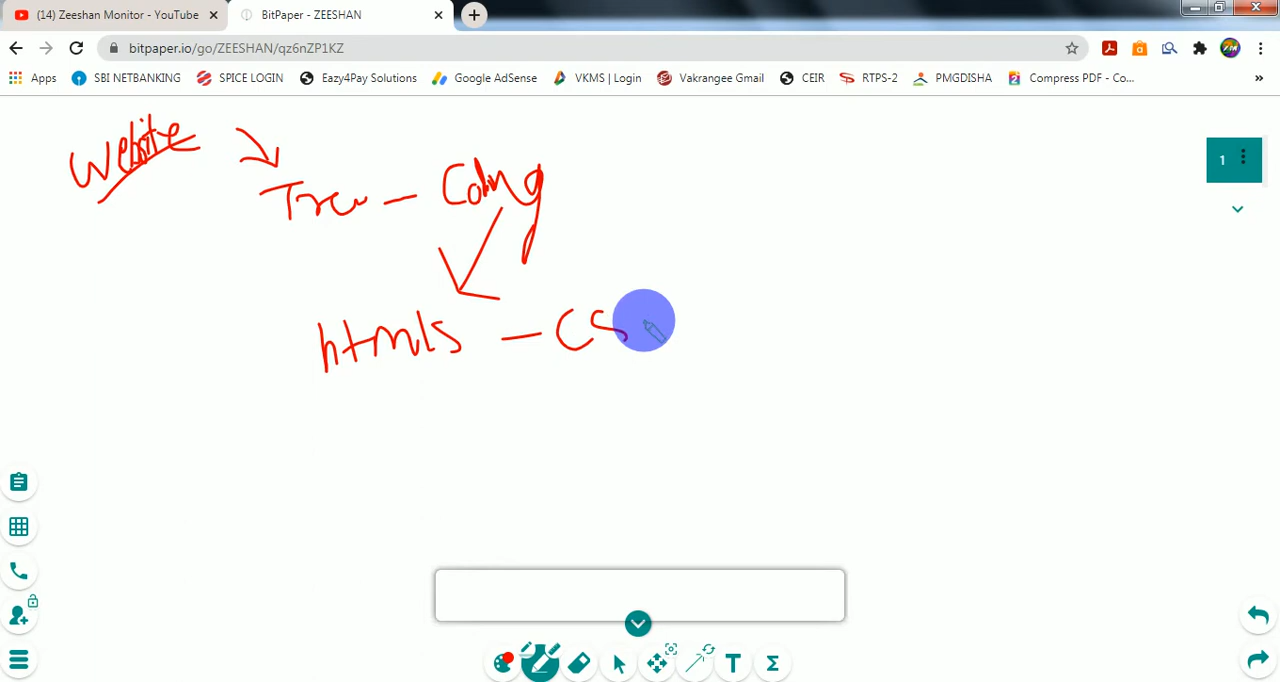 (14) Zeeshan Monitor - YouTube
BitPaper - ZEESHAN
bitpaper.io/go/ZEESHAN/qz6nZP1KZ
Apps SBI NETBANKING SPICE LOGIN Eazy4Pay Solutions Google AdSense VKMS | Login Vakrangee Gmail CEIR RTPS-2 PMGDISHA Compress PDF - Co... »
Website
1
— Coding
— CS
T Σ